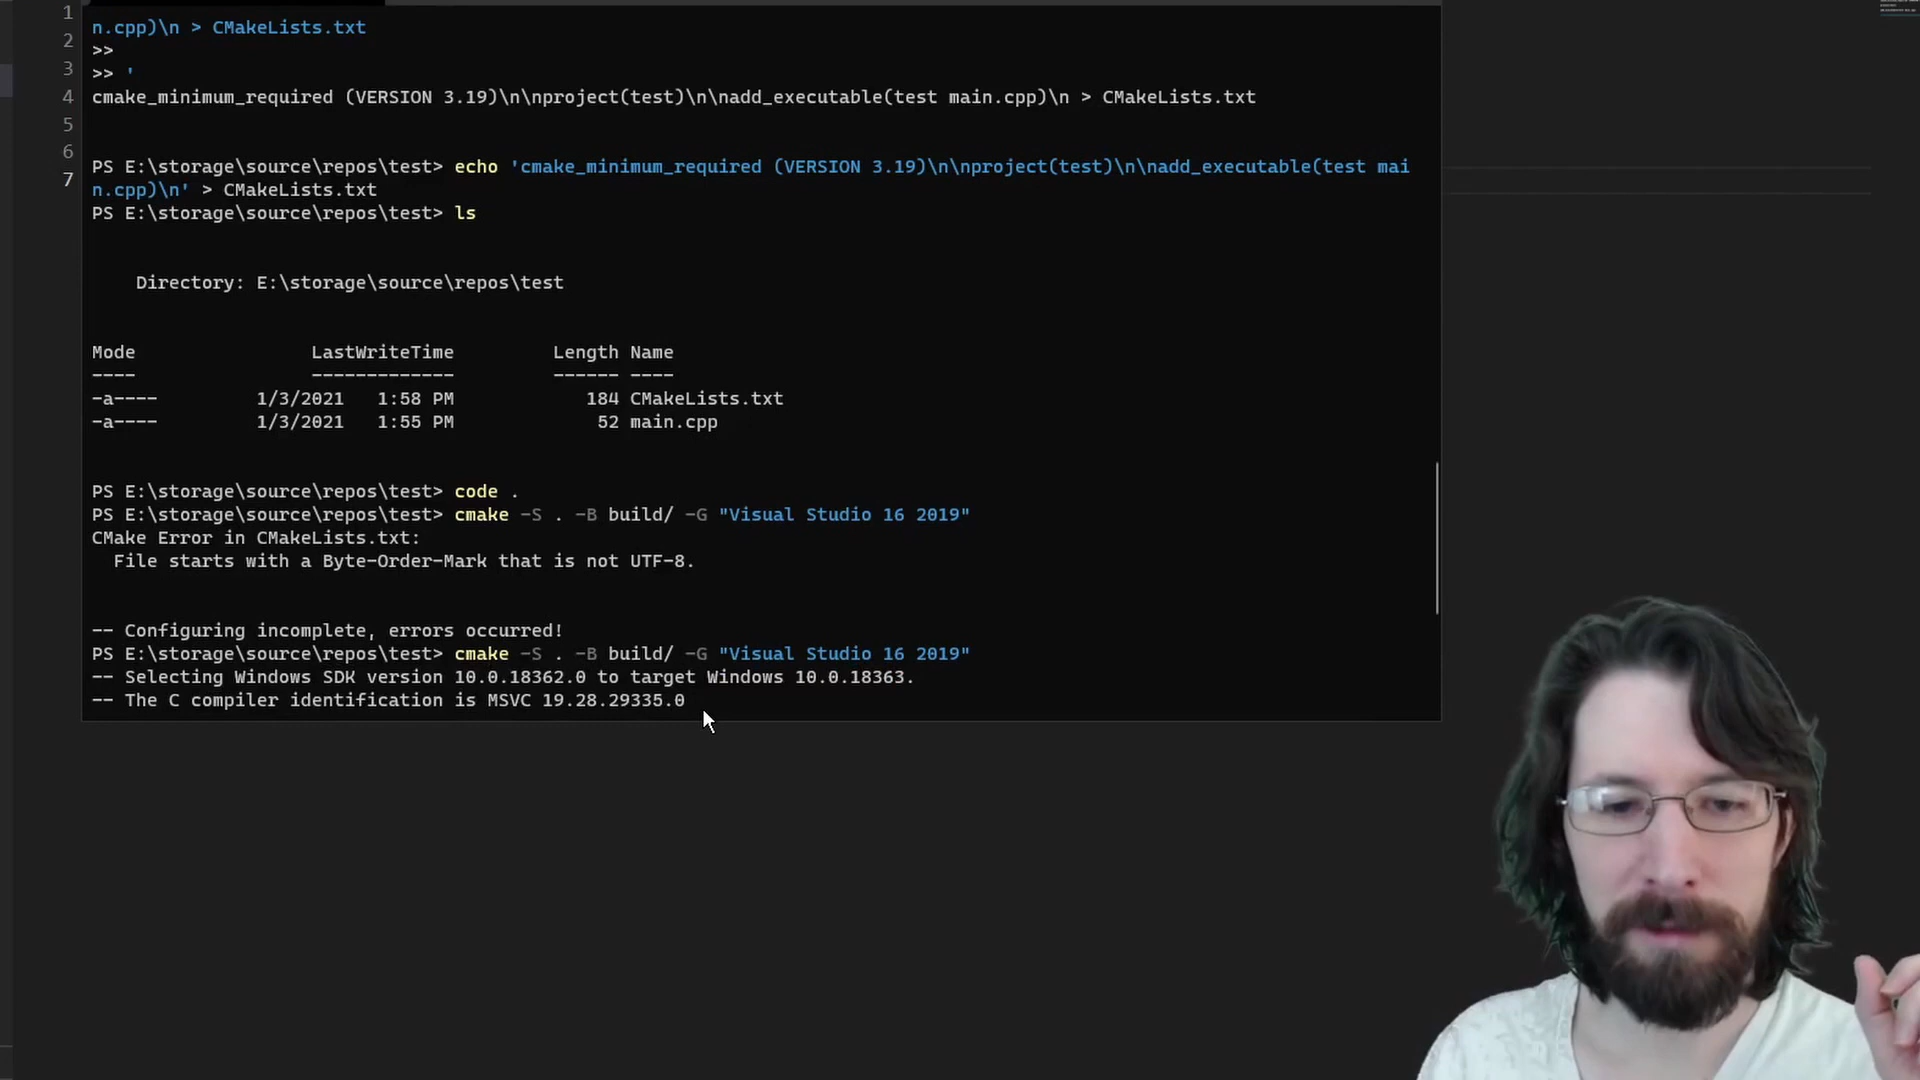 1
n.cpp)\n > CMakeLists.txt
2
>>
3
>> '
4
cmake_minimum_required (VERSION 3.19)\n\nproject(test)\n\nadd_executable(test main.cpp)\n > CMakeLists.txt
5
6
PS E:\storage\source\repos\test> echo 'cmake_minimum_required (VERSION 3.19)\n\nproject(test)\n\nadd_executable(test mai
7
n.cpp)\n' > CMakeLists.txt
PS E:\storage\source\repos\test> ls
Directory: E:\storage\source\repos\test
Mode LastWriteTime Length Name
---- ------------- ------ ----
-a---- 1/3/2021 1:58 PM 184 CMakeLists.txt
-a---- 1/3/2021 1:55 PM 52 main.cpp
PS E:\storage\source\repos\test> code .
PS E:\storage\source\repos\test> cmake -S . -B build/ -G "Visual Studio 16 2019"
CMake Error in CMakeLists.txt:
File starts with a Byte-Order-Mark that is not UTF-8.
-- Configuring incomplete, errors occurred!
PS E:\storage\source\repos\test> cmake -S . -B build/ -G "Visual Studio 16 2019"
-- Selecting Windows SDK version 10.0.18362.0 to target Windows 10.0.18363.
-- The C compiler identification is MSVC 19.28.29335.0